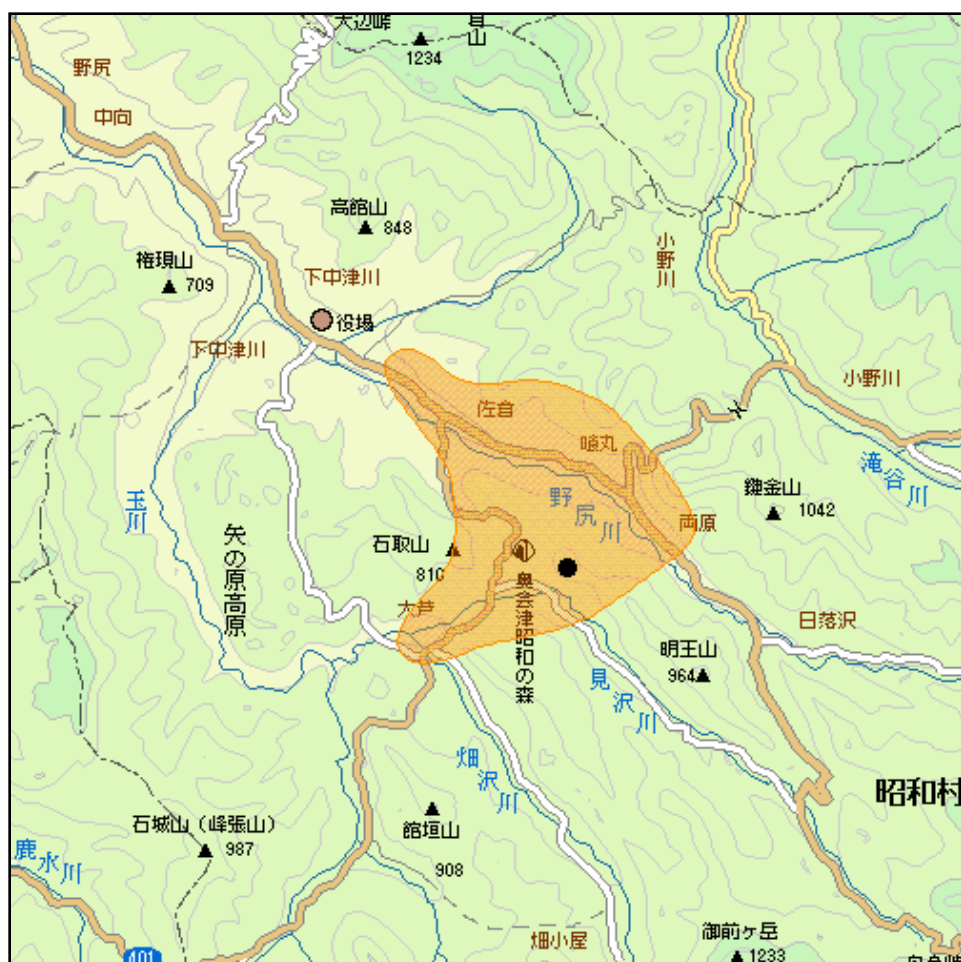 1234
野尻
中向
高館山
848
権現山
709
小野川
下中津川
役場
下中津川
小野川
佐倉
喰丸
滝谷川
玉川
野尻川
鍵金山
1042
両原
矢の原高原
石取山
810
奥会津昭和の森
大芦
日落沢
明王山
964
見沢川
畑沢川
昭和村
石城山(峰張山)
987
館垣山
908
鹿水川
畑小屋
御前ヶ岳
1233
401